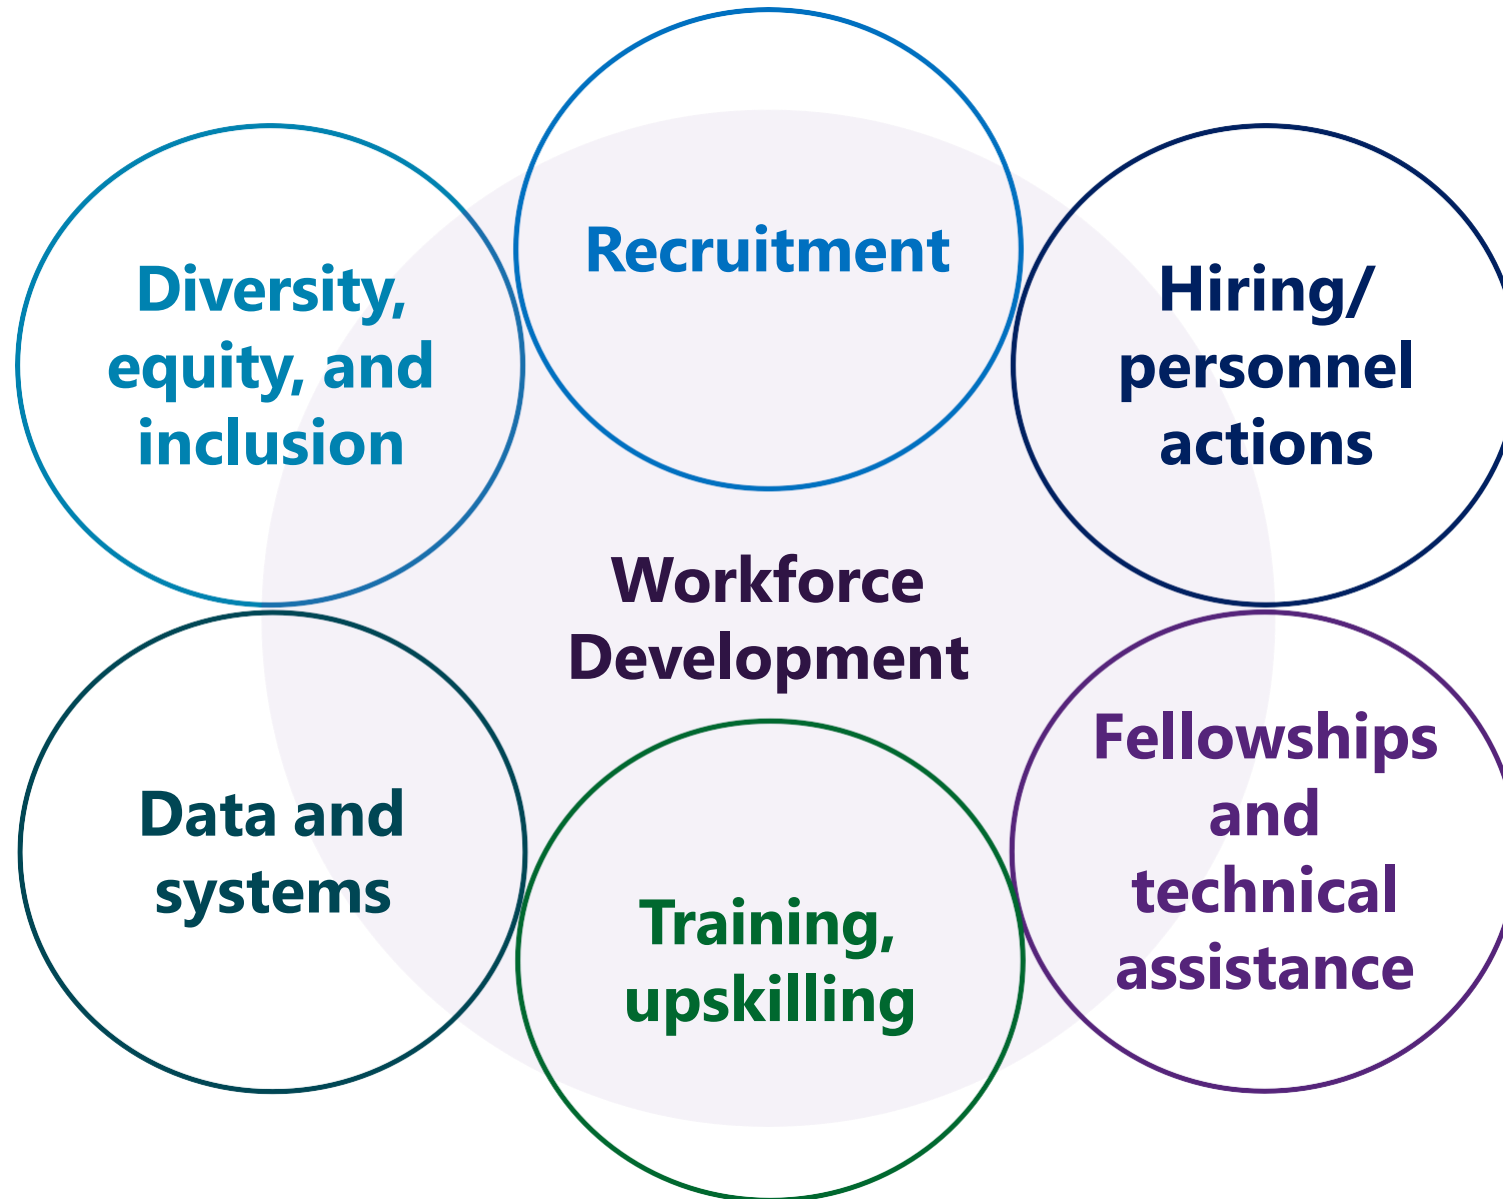 Recruitment
Diversity,
equity, and
inclusion
Hiring/
personnel
actions
Workforce
Development
Data and
systems
Training,
upskilling
Fellowships
and
technical
assistance